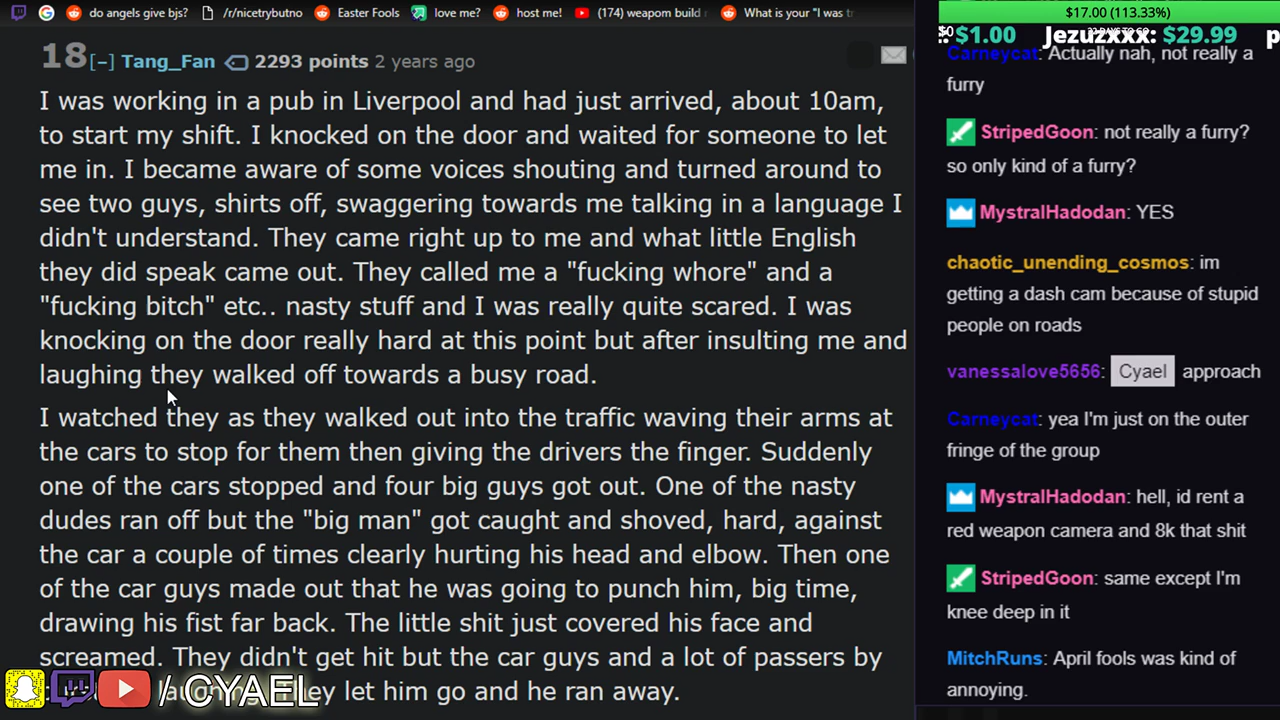 do angels give bjs?
/r/nicetrybutno
Easter Fools
love me?
host me!
(174) weapom build
What is your "I was tr
$17.00 (113.33%)
$1.00
Jezuzxxx: $29.99
18[–] Tang_Fan 2293 points 2 years ago
I was working in a pub in Liverpool and had just arrived, about 10am,
to start my shift. I knocked on the door and waited for someone to let
me in. I became aware of some voices shouting and turned around to
see two guys, shirts off, swaggering towards me talking in a language I
didn't understand. They came right up to me and what little English
they did speak came out. They called me a "fucking whore" and a
"fucking bitch" etc.. nasty stuff and I was really quite scared. I was
knocking on the door really hard at this point but after insulting me and
laughing they walked off towards a busy road.
I watched they as they walked out into the traffic waving their arms at
the cars to stop for them then giving the drivers the finger. Suddenly
one of the cars stopped and four big guys got out. One of the nasty
dudes ran off but the "big man" got caught and shoved, hard, against
the car a couple of times clearly hurting his head and elbow. Then one
of the car guys made out that he was going to punch him, big time,
drawing his fist far back. The little shit just covered his face and
screamed. They didn't get hit but the car guys and a lot of passers by
They let him go and he ran away.
/ CYAEL
Carneycat: Actually nah, not really a
furry
StripedGoon: not really a furry?
so only kind of a furry?
MystralHadodan: YES
chaotic_unending_cosmos: im
getting a dash cam because of stupid
people on roads
vanessalove5656: Cyael approach
Carneycat: yea I'm just on the outer
fringe of the group
MystralHadodan: hell, id rent a
red weapon camera and 8k that shit
StripedGoon: same except I'm
knee deep in it
MitchRuns: April fools was kind of
annoying.